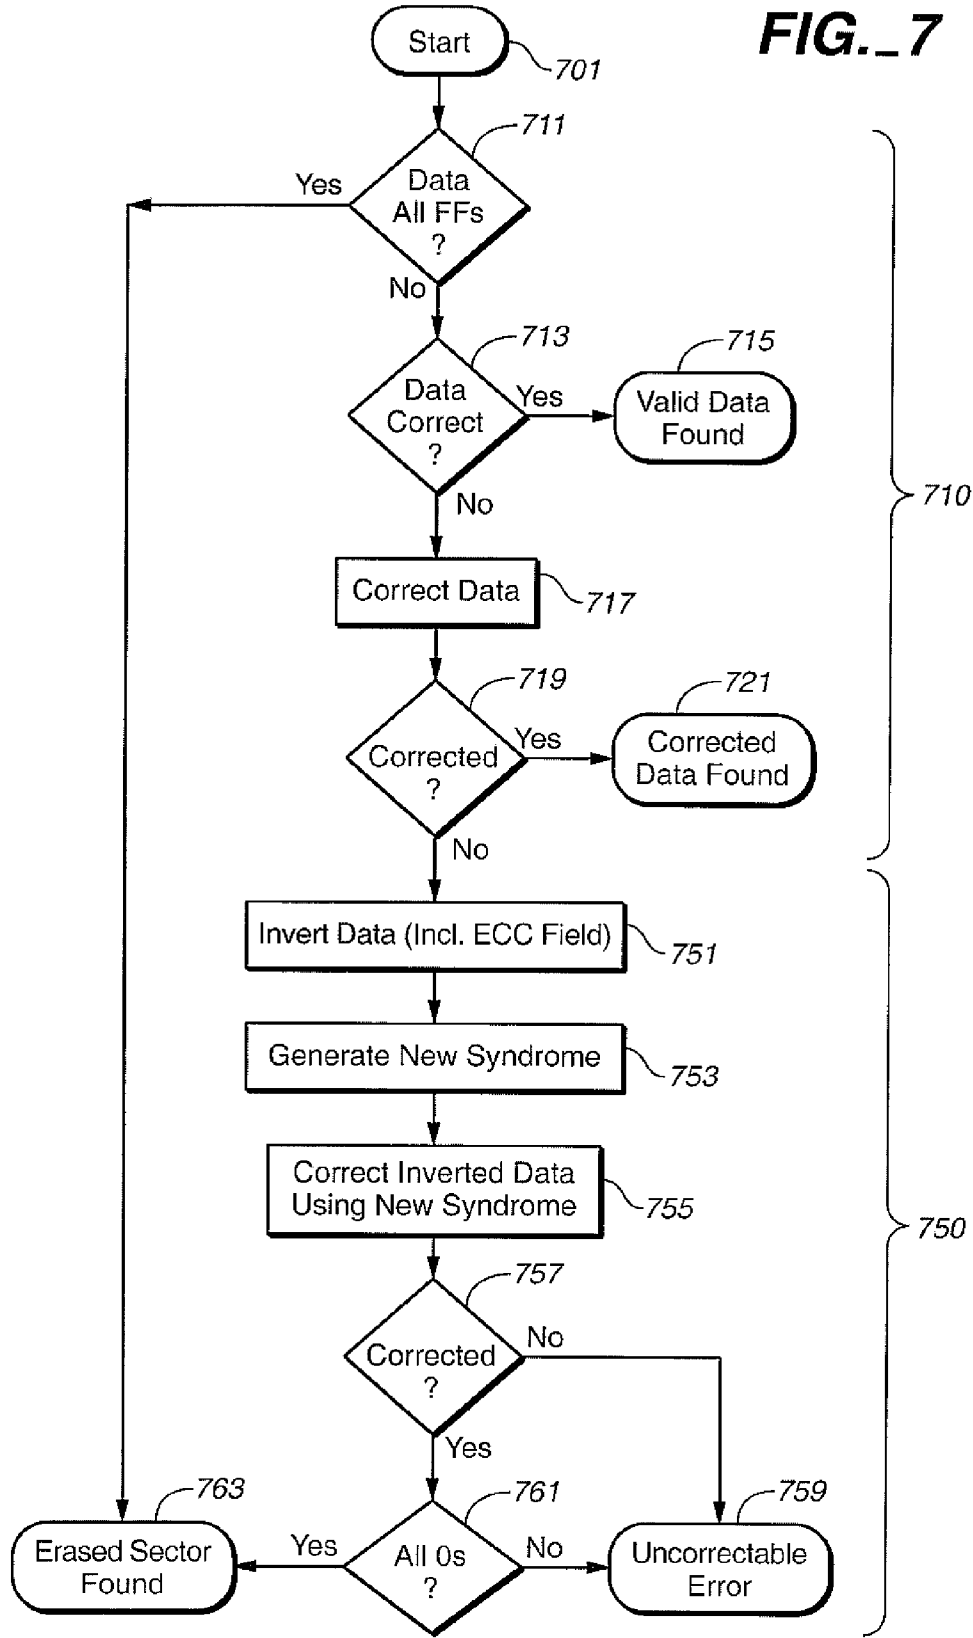 FIG._7
Start
701
711
Yes
Data
All FFs
?
No
713
715
Data
Correct
?
Yes
Valid Data
Found
710
No
Correct Data
717
719
721
Corrected
?
Yes
Corrected
Data Found
No
Invert Data (Incl. ECC Field)
751
Generate New Syndrome
753
Correct Inverted Data
Using New Syndrome
755
750
757
No
Corrected
?
Yes
763
761
759
Erased Sector
Found
Yes
All 0s
?
No
Uncorrectable
Error